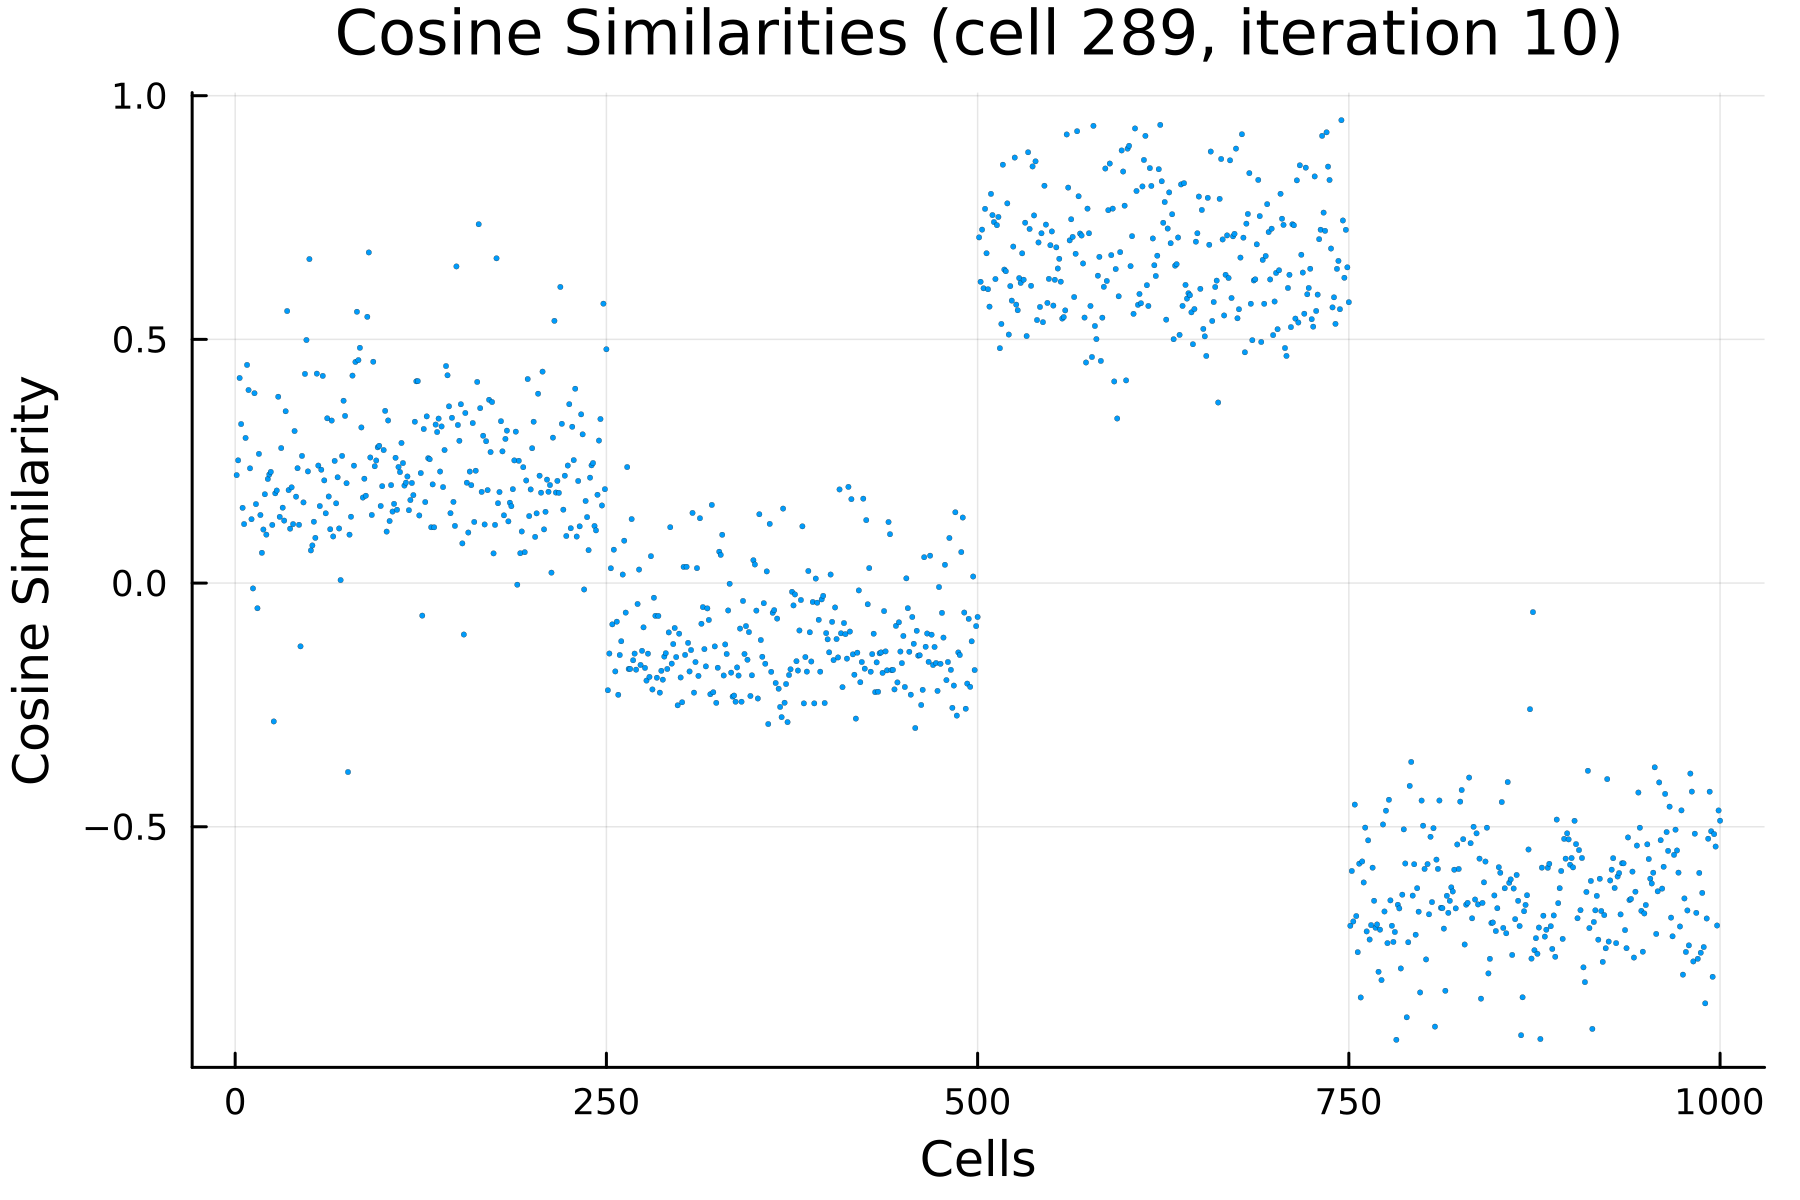 Cosine Similarities (cell 289, iteration 10)
1.0
0.5
0.0
−0.5
Cosine Similarity
0 250 500 750 1000
Cells